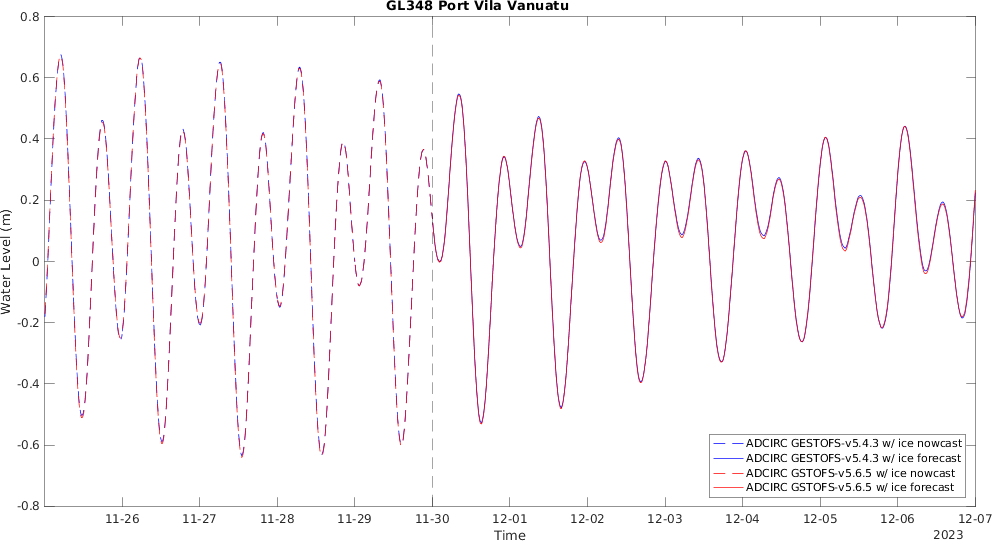 GL348 Port Vila Vanuatu
0.8
0.6
0.4
0.2
0
-0.2
-0.4
-0.6
-0.8
Water Level (m)
ADCIRC GESTOFS-v5.4.3 w/ ice nowcast
ADCIRC GESTOFS-v5.4.3 w/ ice forecast
ADCIRC GSTOFS-v5.6.5 w/ ice nowcast
ADCIRC GSTOFS-v5.6.5 w/ ice forecast
11-26 11-27 11-28 11-29 11-30 12-01 12-02 12-03 12-04 12-05 12-06 12-07
Time
2023